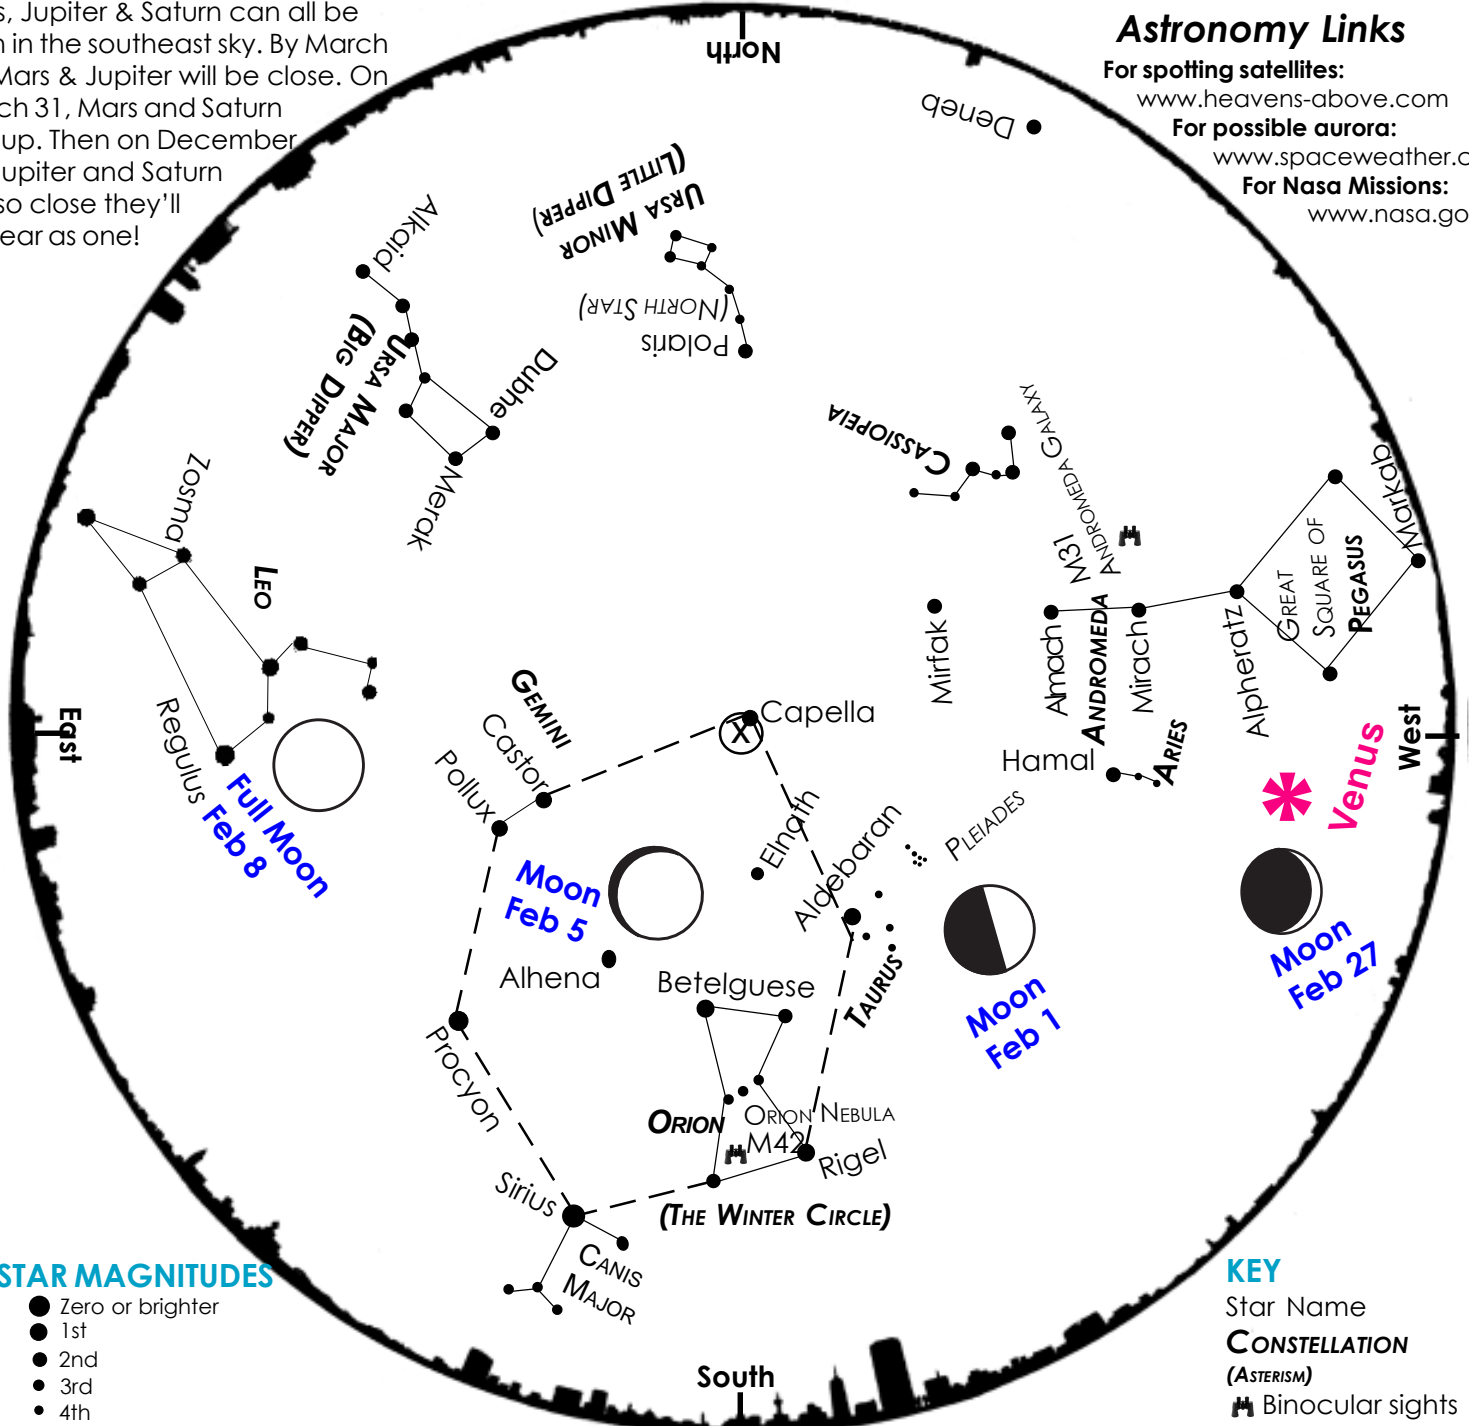 s, Jupiter & Saturn can all be
n in the southeast sky. By March
Mars & Jupiter will be close. On
ch 31, Mars and Saturn
up. Then on December
upiter and Saturn
so close they'll
ear as one!
Astronomy Links
For spotting satellites:
www.heavens-above.com
For possible aurora:
www.spaceweather.c
For Nasa Missions:
www.nasa.go
North
Deneb
Ursa Minor
(Little Dipper)
(North Star)
Polaris
Alkaid
Ursa Major
(Big Dipper)
Dubhe
Merak
Cassiopeia
M31
Andromeda Galaxy
Markab
Great
Square of
Pegasus
Zosma
Leo
Regulus
East
Full Moon
Feb 8
Gemini
Castor
Pollux
X
Capella
Mirfak
Almach
Andromeda
Mirach
Alpheratz
Hamal
Aries
Venus
West
Moon
Feb 5
Elnath
Aldebaran
Pleiades
Alhena
Betelguese
Taurus
Moon
Feb 1
Moon
Feb 27
Procyon
Orion
Orion Nebula
M42
Rigel
Sirius
(The Winter Circle)
Canis
Major
South
STAR MAGNITUDES
Zero or brighter
1st
2nd
3rd
4th
KEY
Star Name
Constellation
(Asterism)
Binocular sights